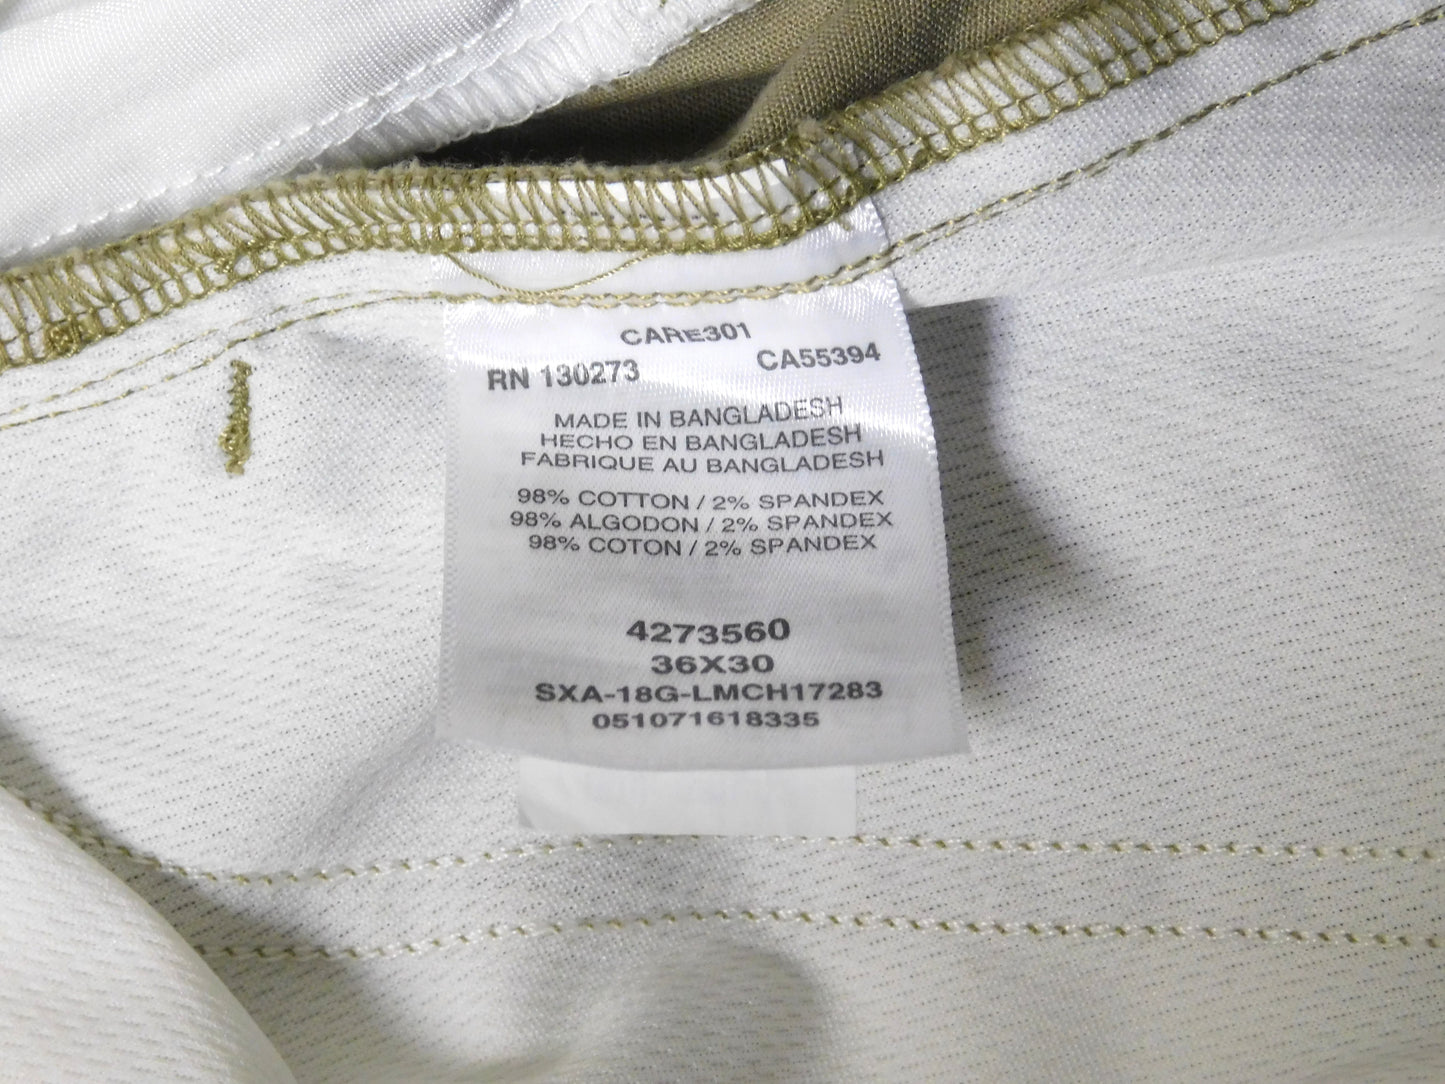 CARE301
RN 130273 CA55394
MADE IN BANGLADESH
HECHO EN BANGLADESH
FABRIQUE AU BANGLADESH
98% COTTON / 2% SPANDEX
98% ALGODON / 2% SPANDEX
98% COTON / 2% SPANDEX
4273560
36X30
SXA-18G-LMCH17283
051071618335